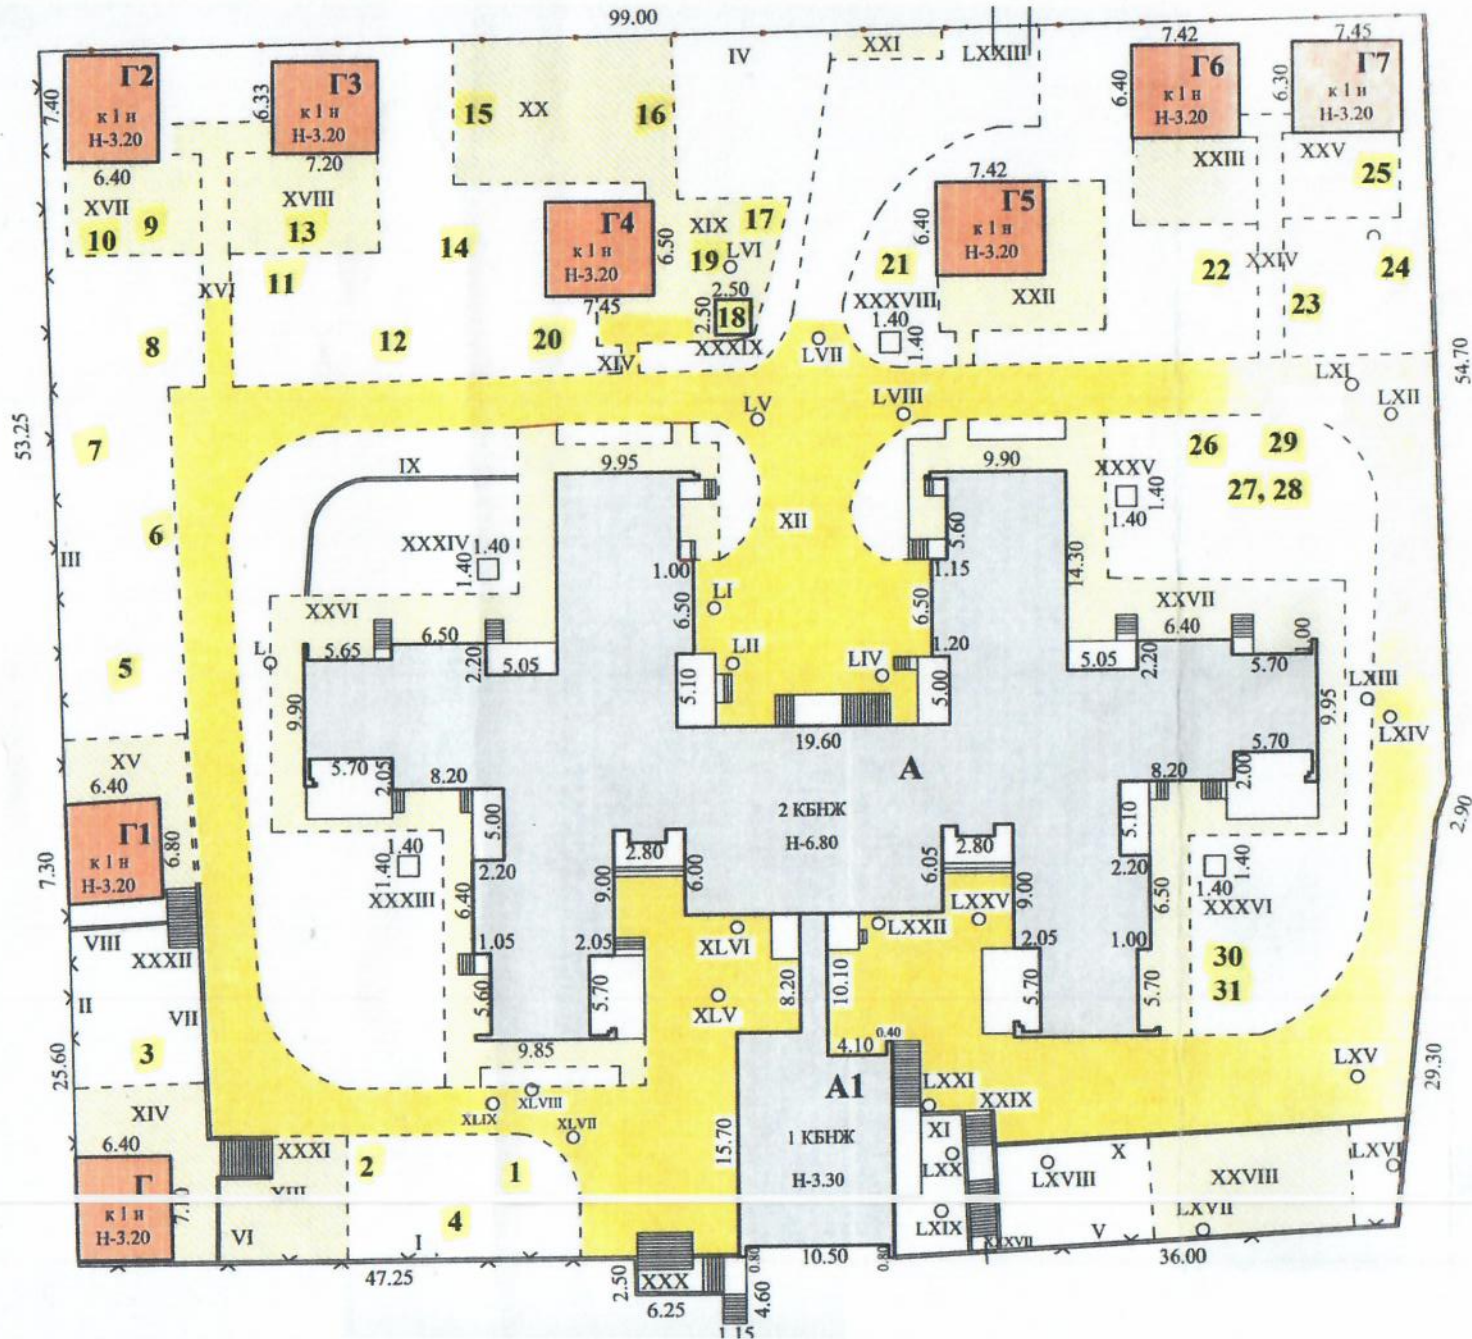 99.00
Г2
к 1 н
Н-3.20
7.40
6.40
XVII
9
10
Г3
к 1 н
Н-3.20
6.33
7.20
XVIII
13
15
XX
16
IV
XXI
LXXIII
7.42
Г6
к 1 н
Н-3.20
6.40
XXIII
7.45
Г7
к 1 н
Н-3.20
6.30
XXV
25
14
Г4
к 1 н
Н-3.20
6.50
7.45
XIX
17
19
LVI
2.50
2.50
18
XXXIX
XIV
20
7.42
Г5
к 1 н
Н-3.20
6.40
XXII
21
XXXVIII
1.40
1.40
22
XXIV
23
24
XVI
11
12
8
LVII
LV
LVIII
LXI
LXII
54.70
53.25
7
6
III
5
IX
XXXIV
1.40
1.40
9.95
XII
9.90
5.60
1.15
14.30
XXXV
1.40
1.40
26
29
27, 28
XXVI
L
5.65
6.50
2.20
5.05
1.00
6.50
LI
LII
5.10
LIV
6.50
1.20
5.00
19.60
XXVII
6.40
5.05
2.20
5.70
1.00
LXIII
LXIV
9.95
5.70
2.00
8.20
9.90
5.70
2.05
8.20
5.00
2.20
А
2 КБНЖ
Н-6.80
XV
6.40
Г1
к 1 н
Н-3.20
6.80
7.30
1.40
1.40
XXXIII
6.40
1.05
5.60
9.00
2.80
6.00
2.05
5.70
9.85
6.05
2.80
9.00
2.05
5.70
5.10
2.20
6.50
1.00
5.70
1.40
1.40
XXXVI
30
31
2.90
VIII
XXXII
II
VII
3
25.60
XLVI
XLV
8.20
10.10
LXXII
LXXV
0.40
4.10
А1
1 КБНЖ
Н-3.30
15.70
XLIX
XLVIII
XLVII
LXXI
XXIX
LXV
29.30
XIV
6.40
Г
к 1 н
Н-3.20
7.10
XXXI
XIII
VI
2
1
4
I
47.25
2.50
XXX
6.25
0.80
4.60
1.15
10.50
0.80
XI
LXX
LXIX
XXXVII
LXVIII
X
V
XXVIII
LXVII
LXVI
36.00